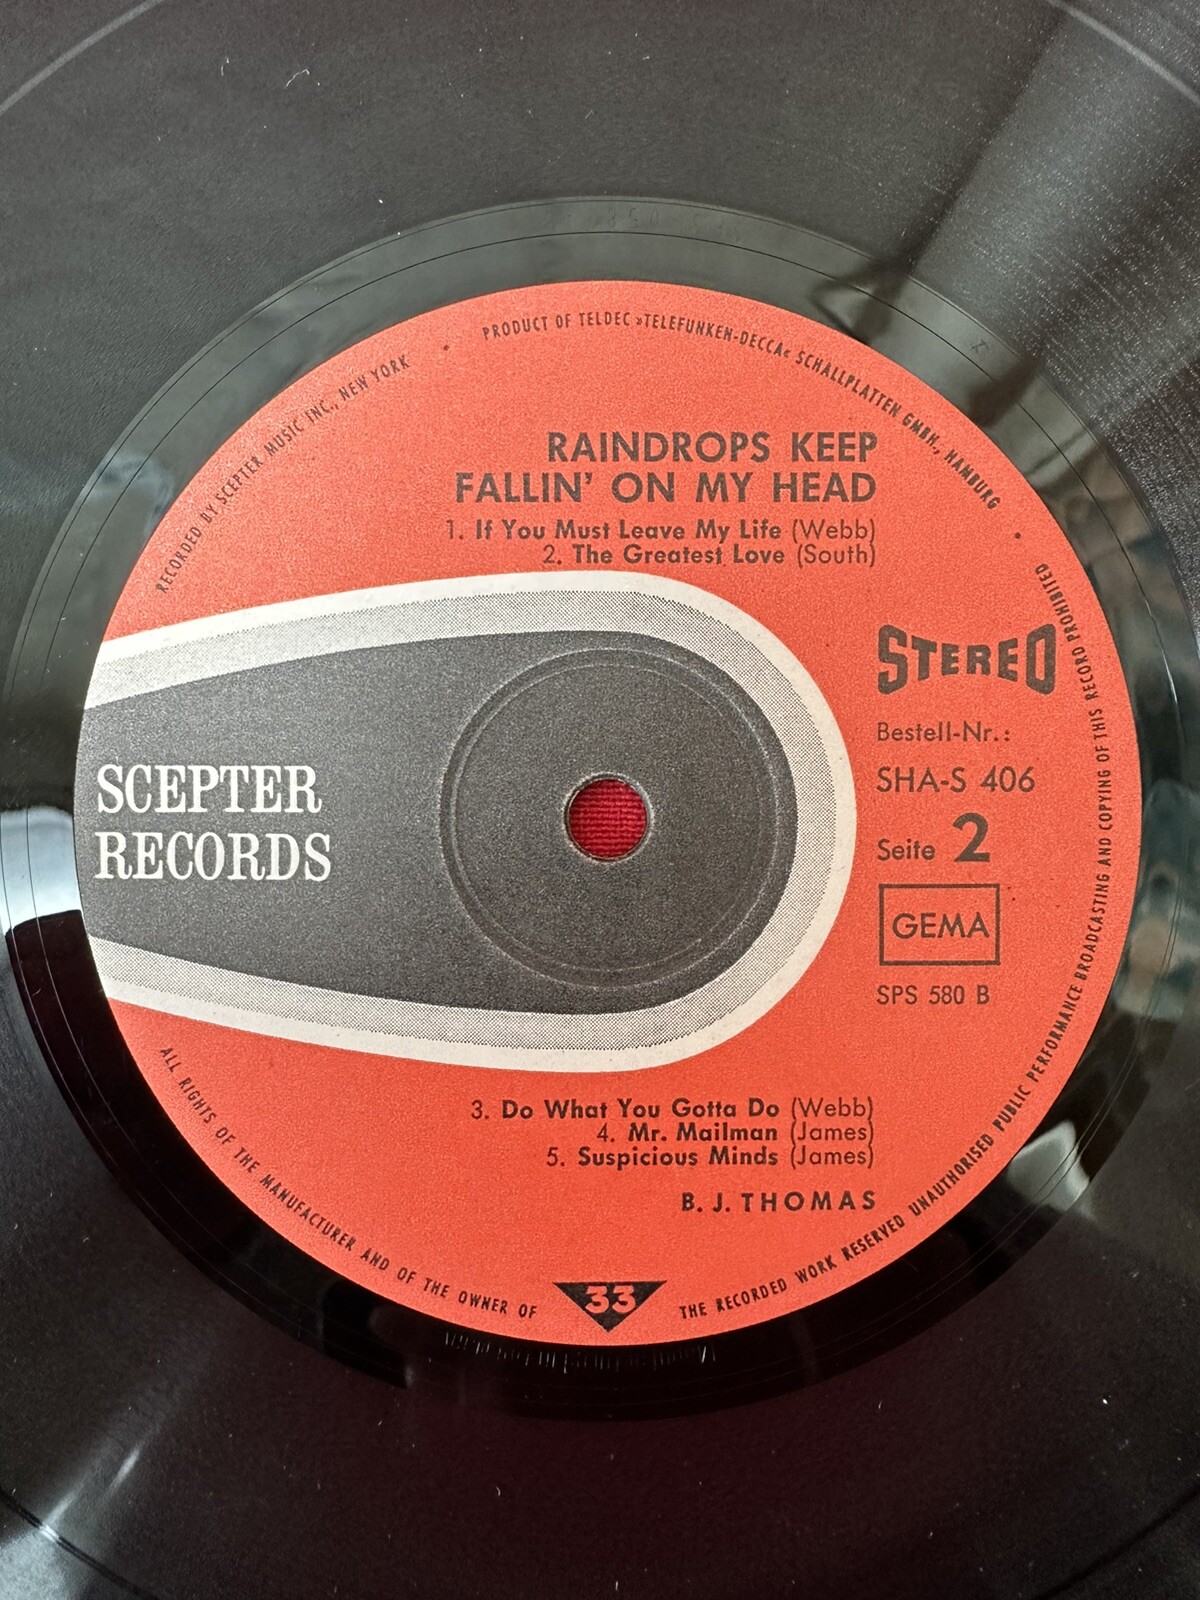 RECORDED BY SCEPTER MUSIC INC., NEW YORK
PRODUCT OF TELDEC »TELEFUNKEN-DECCA« SCHALLPLATTEN GMBH., HAMBURG
RAINDROPS KEEP
FALLIN' ON MY HEAD
1. If You Must Leave My Life (Webb)
2. The Greatest Love (South)
STEREO
Bestell-Nr.:
SHA-S 406
Seite 2
GEMA
SPS 580 B
SCEPTER
RECORDS
3. Do What You Gotta Do (Webb)
4. Mr. Mailman (James)
5. Suspicious Minds (James)
B. J. THOMAS
33
ALL RIGHTS OF THE MANUFACTURER AND OF THE OWNER OF THE RECORDED WORK RESERVED UNAUTHORISED PUBLIC PERFORMANCE BROADCASTING AND COPYING OF THIS RECORD PROHIBITED